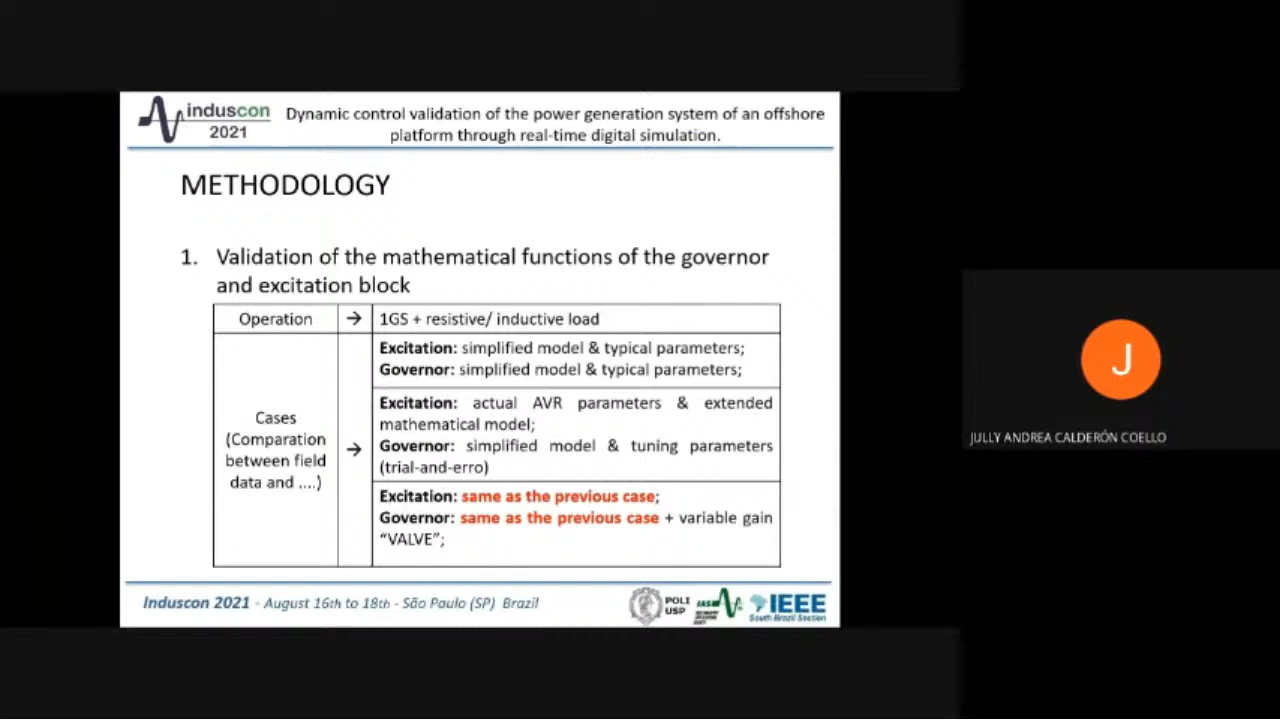 induscon
2021
Dynamic control validation of the power generation system of an offshore
platform through real-time digital simulation.
METHODOLOGY
1. Validation of the mathematical functions of the governor
and excitation block
Operation → 1GS + resistive/ inductive load
Cases
(Comparation
between field
data and ....)
→
Excitation: simplified model & typical parameters;
Governor: simplified model & typical parameters;
Excitation: actual AVR parameters & extended
mathematical model;
Governor: simplified model & tuning parameters
(trial-and-erro)
Excitation: same as the previous case;
Governor: same as the previous case + variable gain
“VALVE”;
J
JULLY ANDREA CALDERÓN COELLO
Induscon 2021 - August 16th to 18th - São Paulo (SP) Brazil
POLI
USP
IAS
IEEE
South Brazil Section